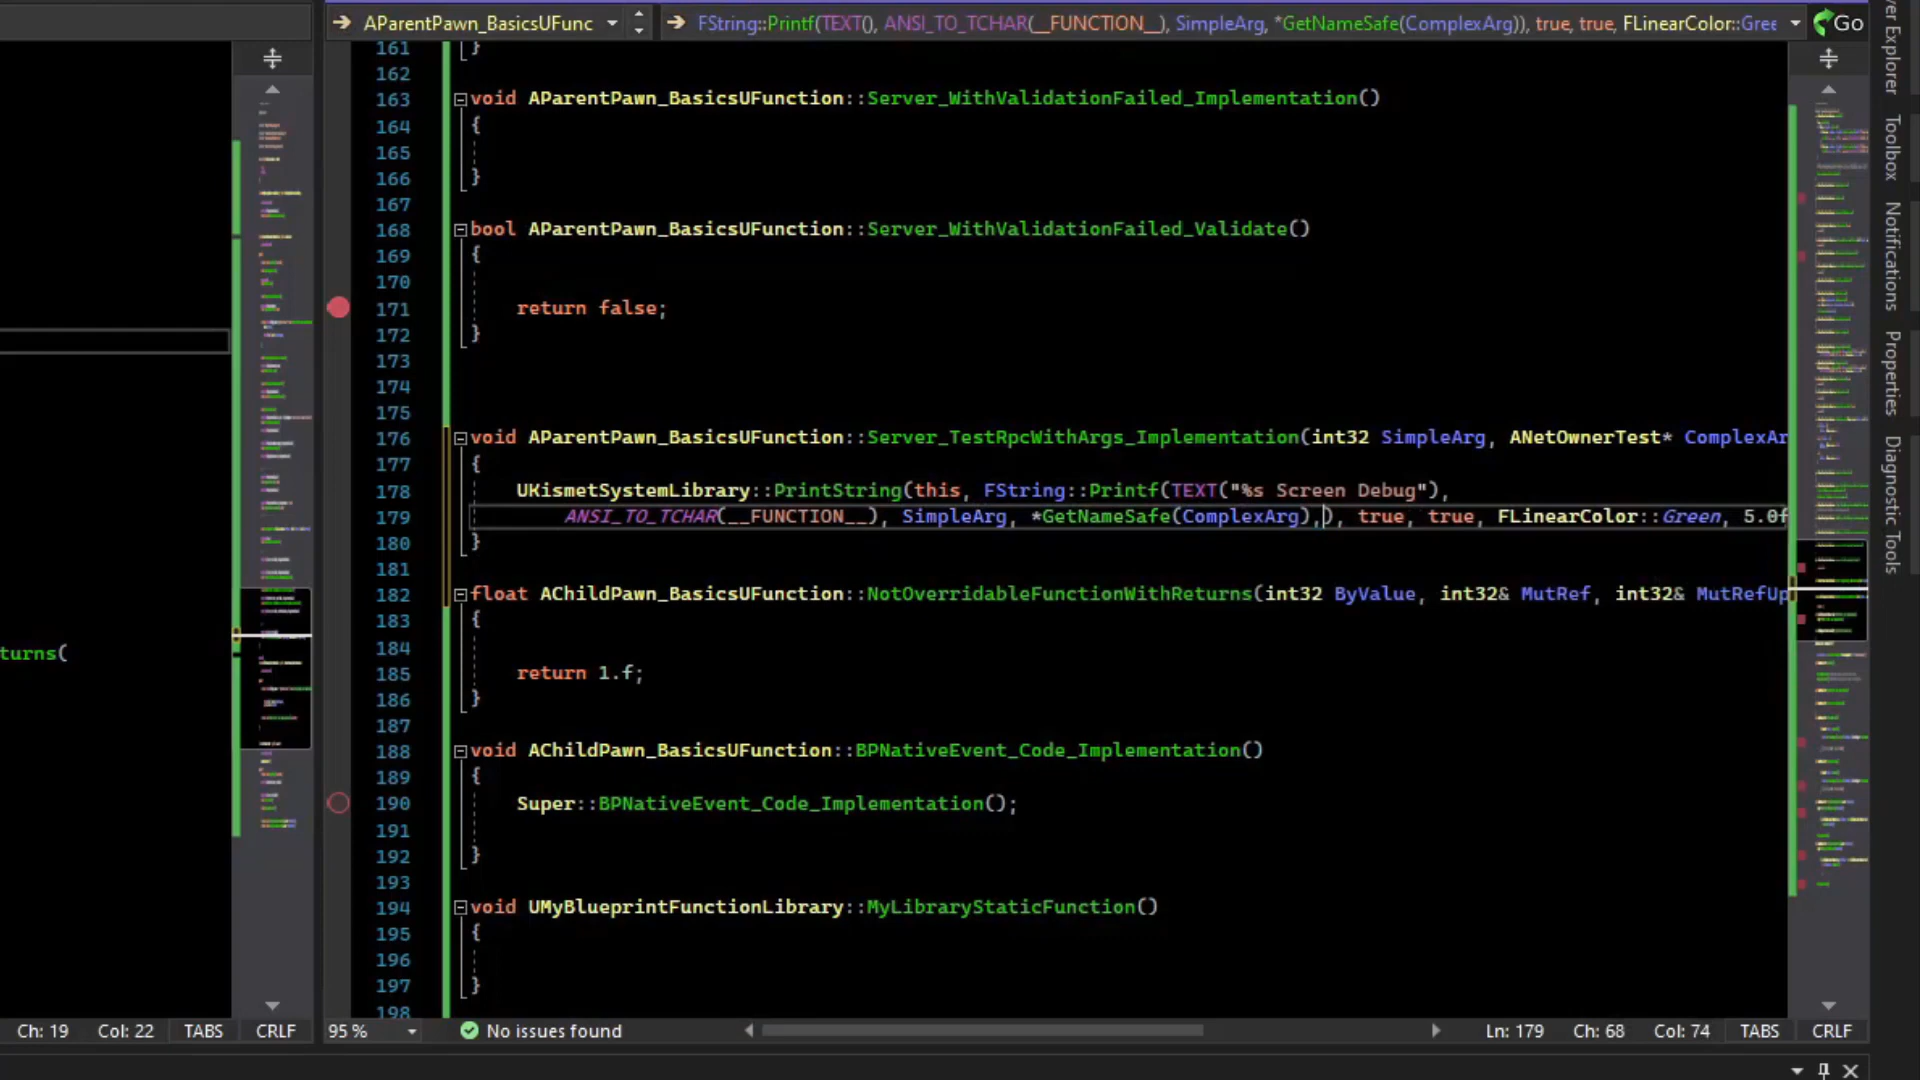 AParentPawn_BasicsUFunc
FString::Printf(TEXT(), ANSI_TO_TCHAR(__FUNCTION__), SimpleArg, *GetNameSafe(ComplexArg)), true, true, FLinearColor::Gree
Go
161 }
162
163 void AParentPawn_BasicsUFunction::Server_WithValidationFailed_Implementation()
164 {
165
166 }
167
168 bool AParentPawn_BasicsUFunction::Server_WithValidationFailed_Validate()
169 {
170
171 return false;
172 }
173
174
175
176 void AParentPawn_BasicsUFunction::Server_TestRpcWithArgs_Implementation(int32 SimpleArg, ANetOwnerTest* ComplexAr
177 {
178 UKismetSystemLibrary::PrintString(this, FString::Printf(TEXT("%s Screen Debug"),
179 ANSI_TO_TCHAR(__FUNCTION__), SimpleArg, *GetNameSafe(ComplexArg),), true, true, FLinearColor::Green, 5.0f
180 }
181
182 float AChildPawn_BasicsUFunction::NotOverridableFunctionWithReturns(int32 ByValue, int32& MutRef, int32& MutRefUp
183 {
184
185 return 1.f;
186 }
187
188 void AChildPawn_BasicsUFunction::BPNativeEvent_Code_Implementation()
189 {
190 Super::BPNativeEvent_Code_Implementation();
191
192 }
193
194 void UMyBlueprintFunctionLibrary::MyLibraryStaticFunction()
195 {
196
197 }
198
turns(
Ch: 19 Col: 22 TABS CRLF
95 % No issues found Ln: 179 Ch: 68 Col: 74 TABS CRLF
ver Explorer
Toolbox
Notifications
Properties
Diagnostic Tools